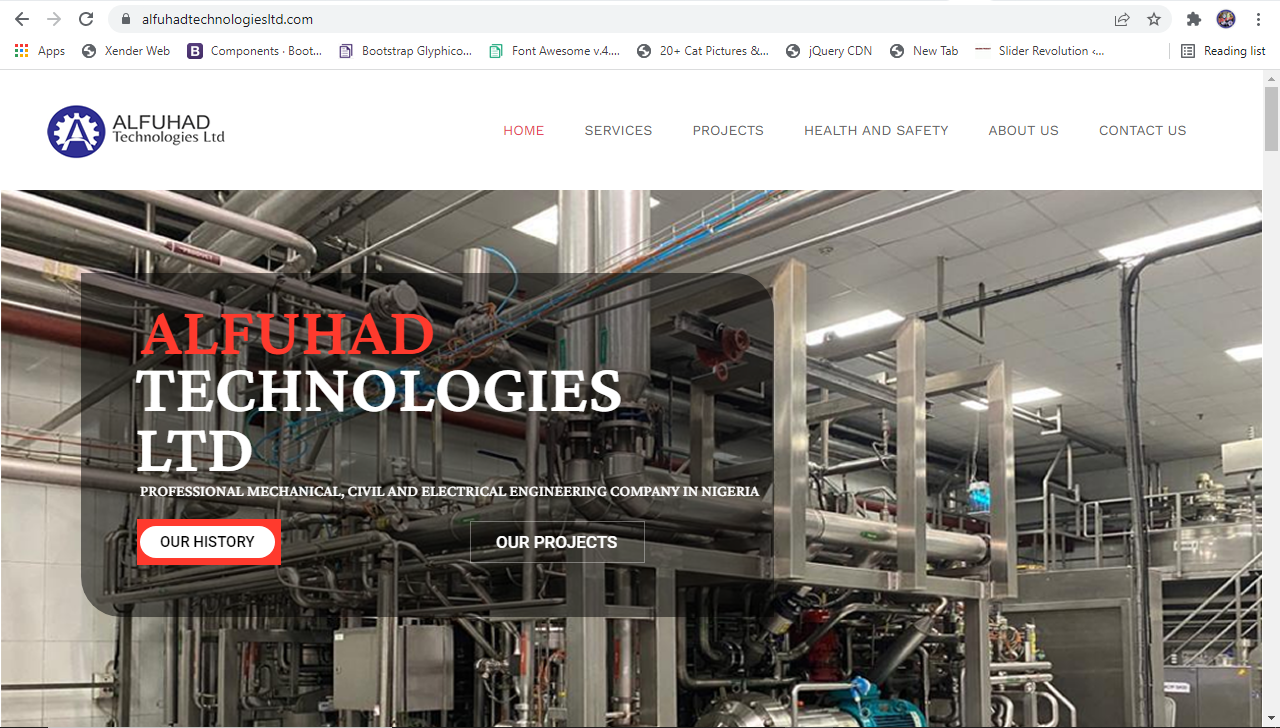 alfuhadtechnologiesltd.com
Apps
Xender Web
Components · Boot...
Bootstrap Glyphico...
Font Awesome v.4....
20+ Cat Pictures &...
jQuery CDN
New Tab
Slider Revolution ‹...
Reading list
ALFUHAD
Technologies Ltd
HOME
SERVICES
PROJECTS
HEALTH AND SAFETY
ABOUT US
CONTACT US
ALFUHAD
TECHNOLOGIES
LTD
PROFESSIONAL MECHANICAL, CIVIL AND ELECTRICAL ENGINEERING COMPANY IN NIGERIA
OUR HISTORY
OUR PROJECTS